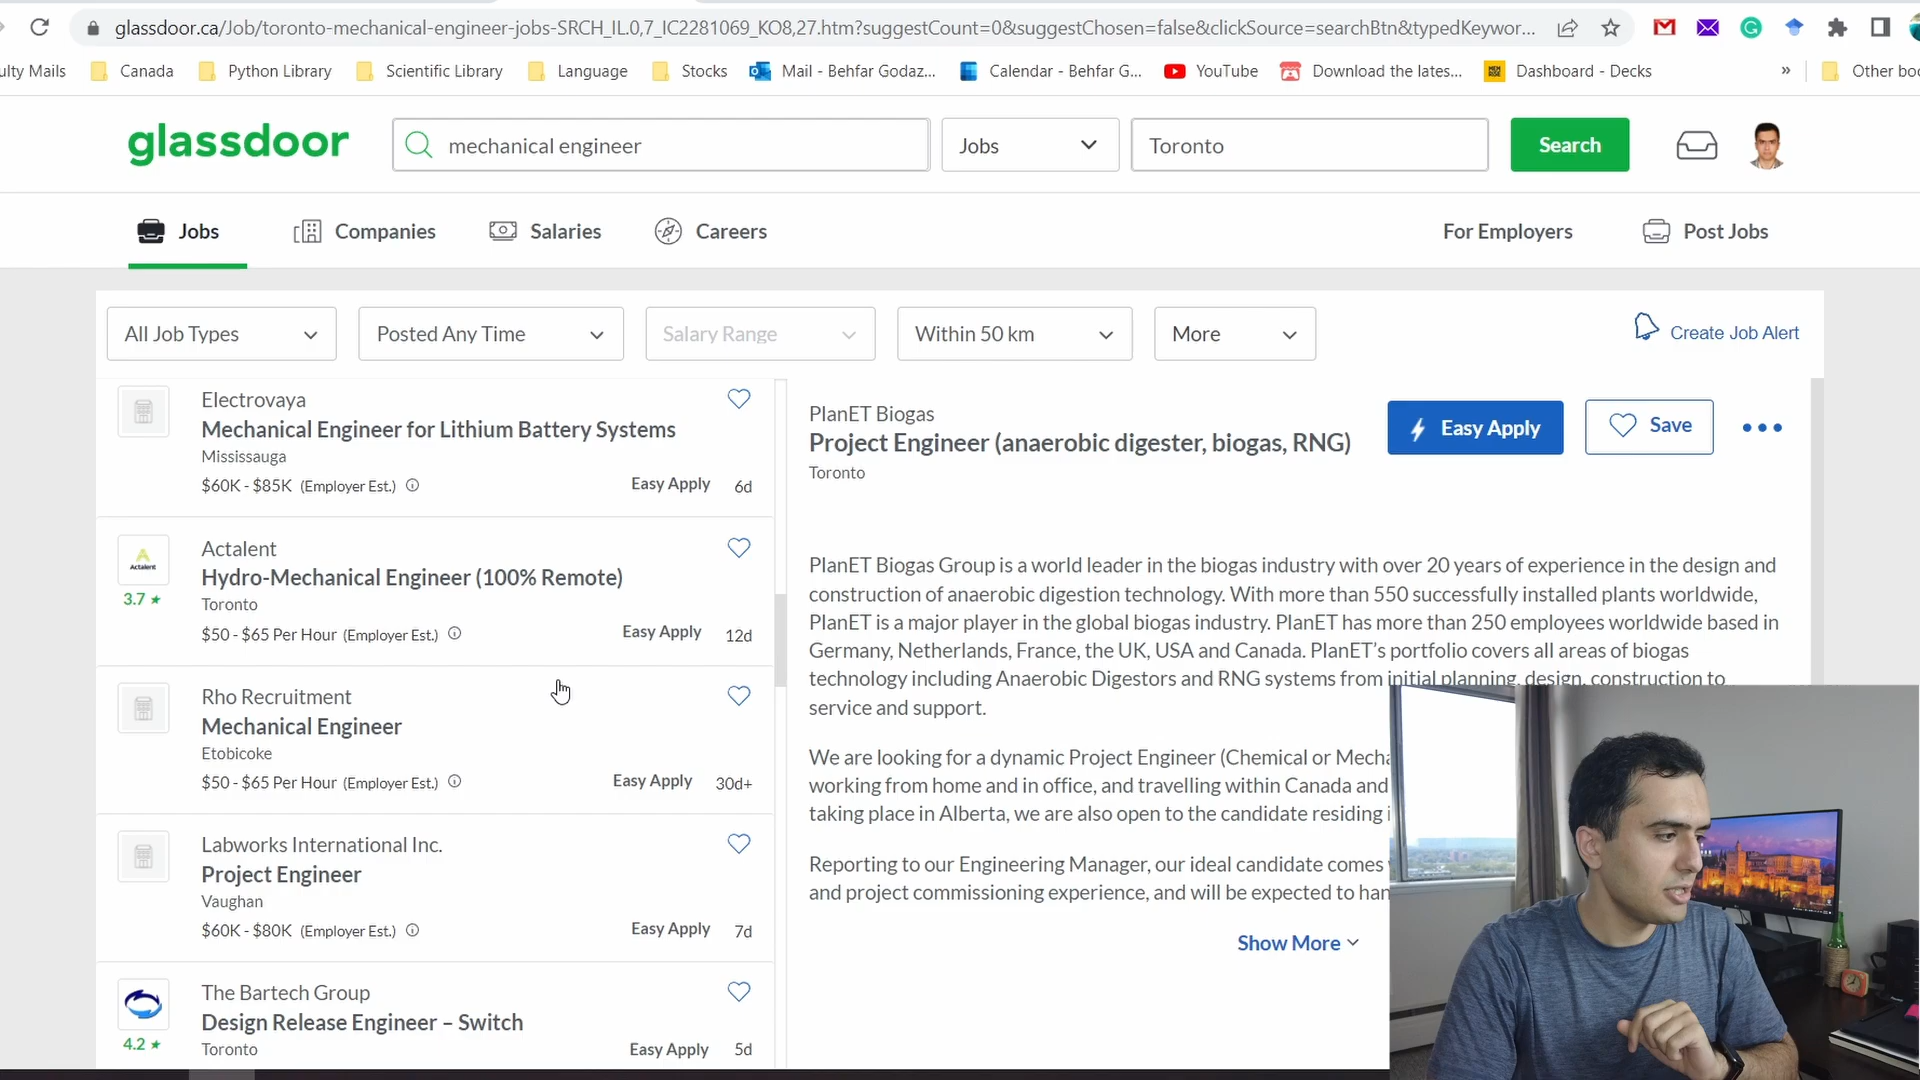 glassdoor.ca/Job/toronto-mechanical-engineer-jobs-SRCH_IL.0,7_IC2281069_KO8,27.htm?suggestCount=0&suggestChosen=false&clickSource=searchBtn&typedKeywor...
ulty Mails
Canada
Python Library
Scientific Library
Language
Stocks
Mail - Behfar Godaz...
Calendar - Behfar G...
YouTube
Download the lates...
Dashboard - Decks
»
Other boo
glassdoor
mechanical engineer
Jobs
Toronto
Search
Jobs
Companies
Salaries
Careers
For Employers
Post Jobs
All Job Types
Posted Any Time
Salary Range
Within 50 km
More
Create Job Alert
Electrovaya
Mechanical Engineer for Lithium Battery Systems
Mississauga
$60K - $85K (Employer Est.)
Easy Apply
6d
Actalent
3.7 ★
Actalent
Hydro-Mechanical Engineer (100% Remote)
Toronto
$50 - $65 Per Hour (Employer Est.)
Easy Apply
12d
Rho Recruitment
Mechanical Engineer
Etobicoke
$50 - $65 Per Hour (Employer Est.)
Easy Apply
30d+
Labworks International Inc.
Project Engineer
Vaughan
$60K - $80K (Employer Est.)
Easy Apply
7d
4.2 ★
The Bartech Group
Design Release Engineer – Switch
Toronto
Easy Apply
5d
PlanET Biogas
Project Engineer (anaerobic digester, biogas, RNG)
Toronto
Easy Apply
Save
PlanET Biogas Group is a world leader in the biogas industry with over 20 years of experience in the design and
construction of anaerobic digestion technology. With more than 550 successfully installed plants worldwide,
PlanET is a major player in the global biogas industry. PlanET has more than 250 employees worldwide based in
Germany, Netherlands, France, the UK, USA and Canada. PlanET's portfolio covers all areas of biogas
technology including Anaerobic Digestors and RNG systems from initial planning, design, construction to
service and support.
We are looking for a dynamic Project Engineer (Chemical or Mecha
working from home and in office, and travelling within Canada and
taking place in Alberta, we are also open to the candidate residing i
Reporting to our Engineering Manager, our ideal candidate comes
and project commissioning experience, and will be expected to han
Show More